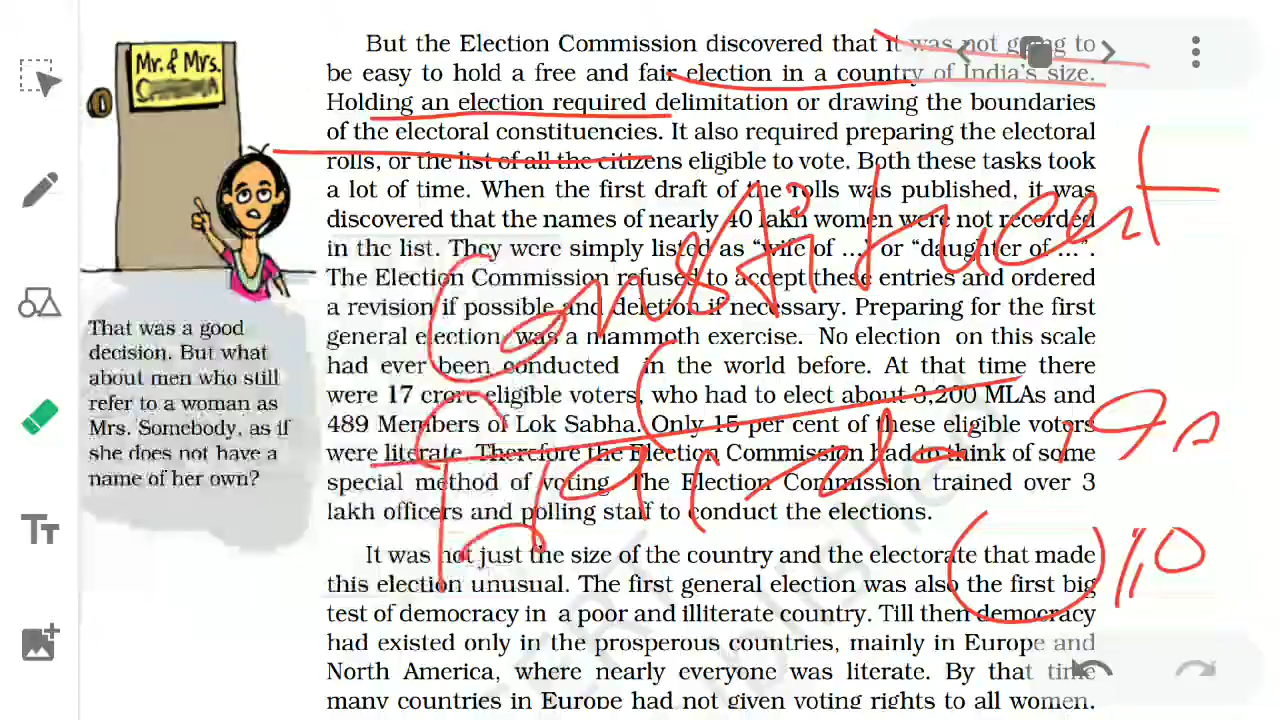 Mr. & Mrs.
That was a good
decision. But what
about men who still
refer to a woman as
Mrs. Somebody, as if
she does not have a
name of her own?
But the Election Commission discovered that it was not going to
be easy to hold a free and fair election in a country of India's size.
Holding an election required delimitation or drawing the boundaries
of the electoral constituencies. It also required preparing the electoral
rolls, or the list of all the citizens eligible to vote. Both these tasks took
a lot of time. When the first draft of the rolls was published, it was
discovered that the names of nearly 40 lakh women were not recorded
in the list. They were simply listed as “wife of ...” or “daughter of ...”.
The Election Commission refused to accept these entries and ordered
a revision if possible and deletion if necessary. Preparing for the first
general election was a mammoth exercise. No election on this scale
had ever been conducted in the world before. At that time there
were 17 crore eligible voters, who had to elect about 3,200 MLAs and
489 Members of Lok Sabha. Only 15 per cent of these eligible voters
were literate. Therefore the Election Commission had to think of some
special method of voting. The Election Commission trained over 3
lakh officers and polling staff to conduct the elections.
It was not just the size of the country and the electorate that made
this election unusual. The first general election was also the first big
test of democracy in a poor and illiterate country. Till then democracy
had existed only in the prosperous countries, mainly in Europe and
North America, where nearly everyone was literate. By that time
many countries in Europe had not given voting rights to all women.
Constituent
TT